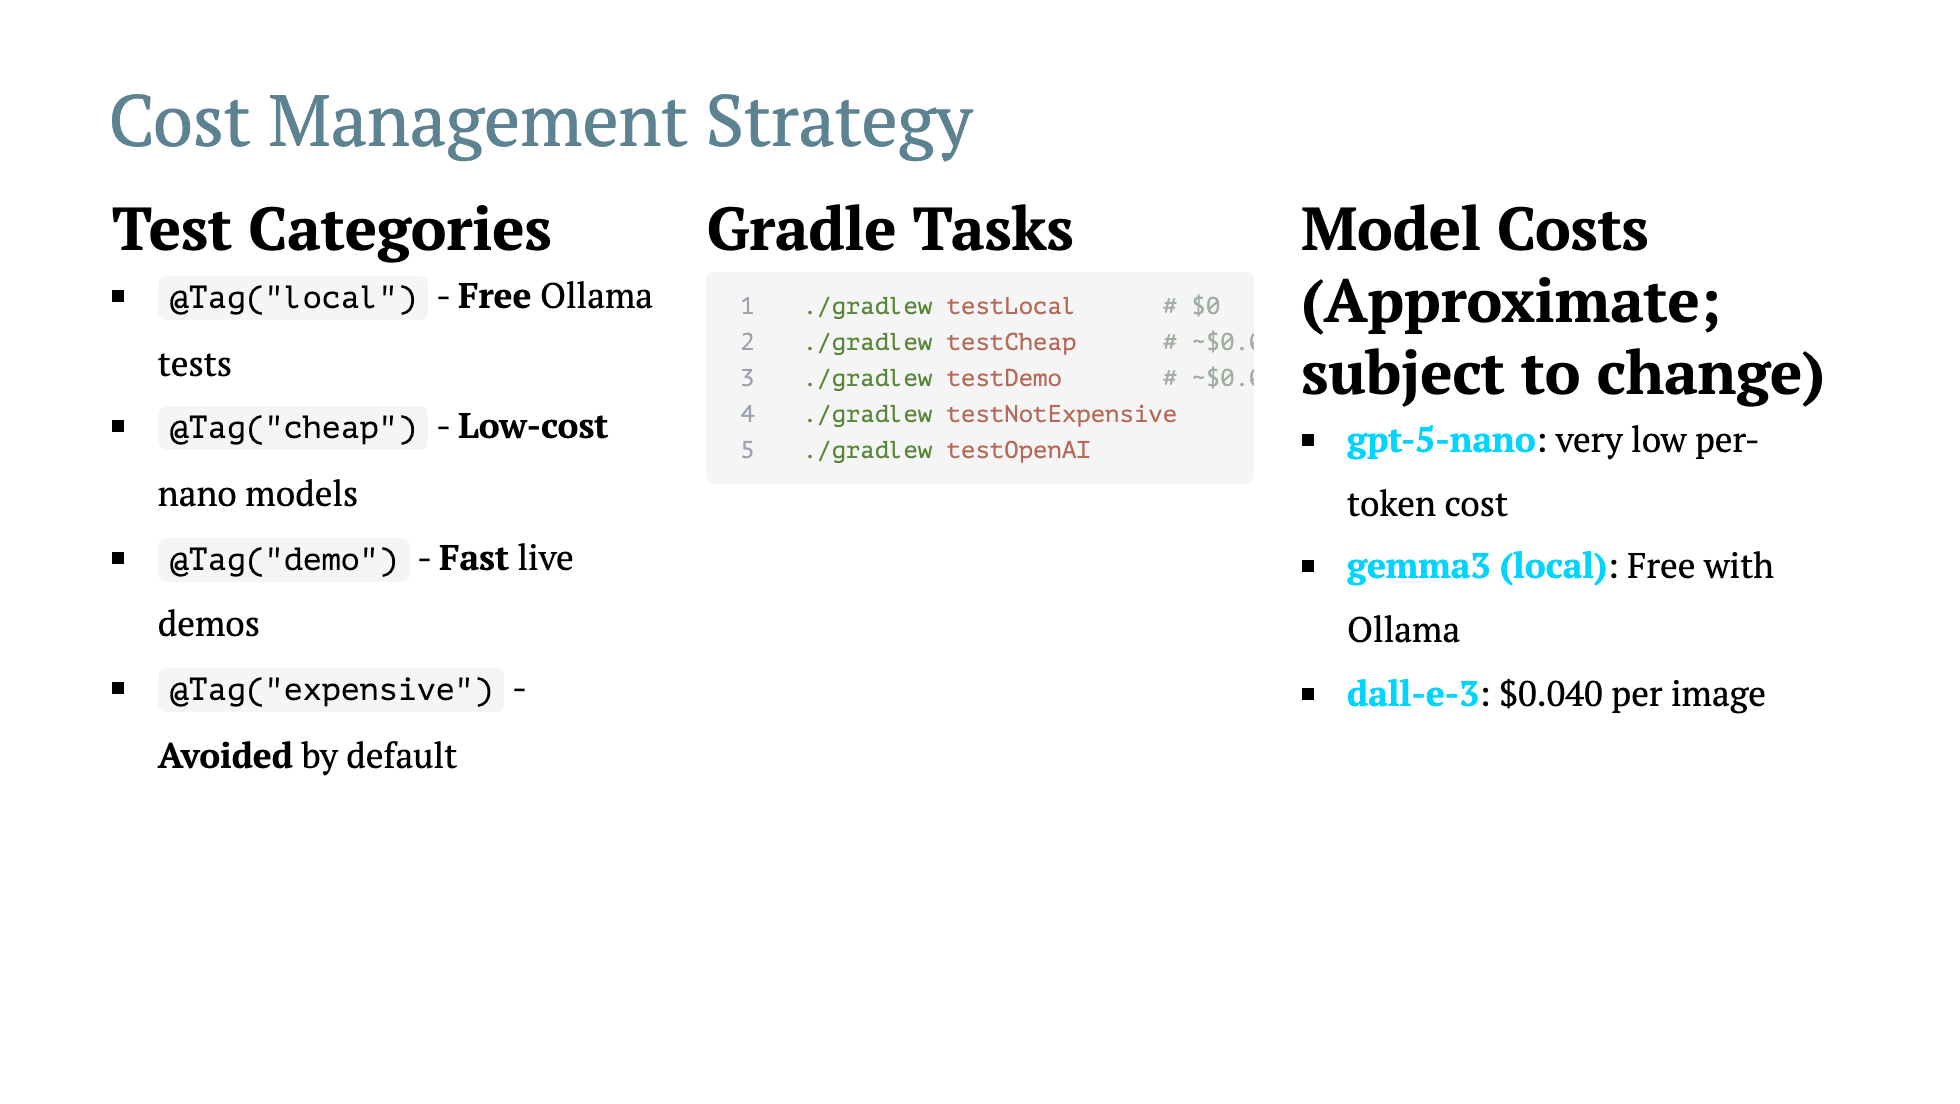 Cost Management Strategy
Test Categories
@Tag("local") - Free Ollama
tests
@Tag("cheap") - Low-cost
nano models
@Tag("demo") - Fast live
demos
@Tag("expensive") -
Avoided by default
Gradle Tasks
1 ./gradlew testLocal # $0
2 ./gradlew testCheap # ~$0.
3 ./gradlew testDemo # ~$0.
4 ./gradlew testNotExpensive
5 ./gradlew testOpenAI
Model Costs
(Approximate;
subject to change)
gpt-5-nano: very low per-
token cost
gemma3 (local): Free with
Ollama
dall-e-3: $0.040 per image